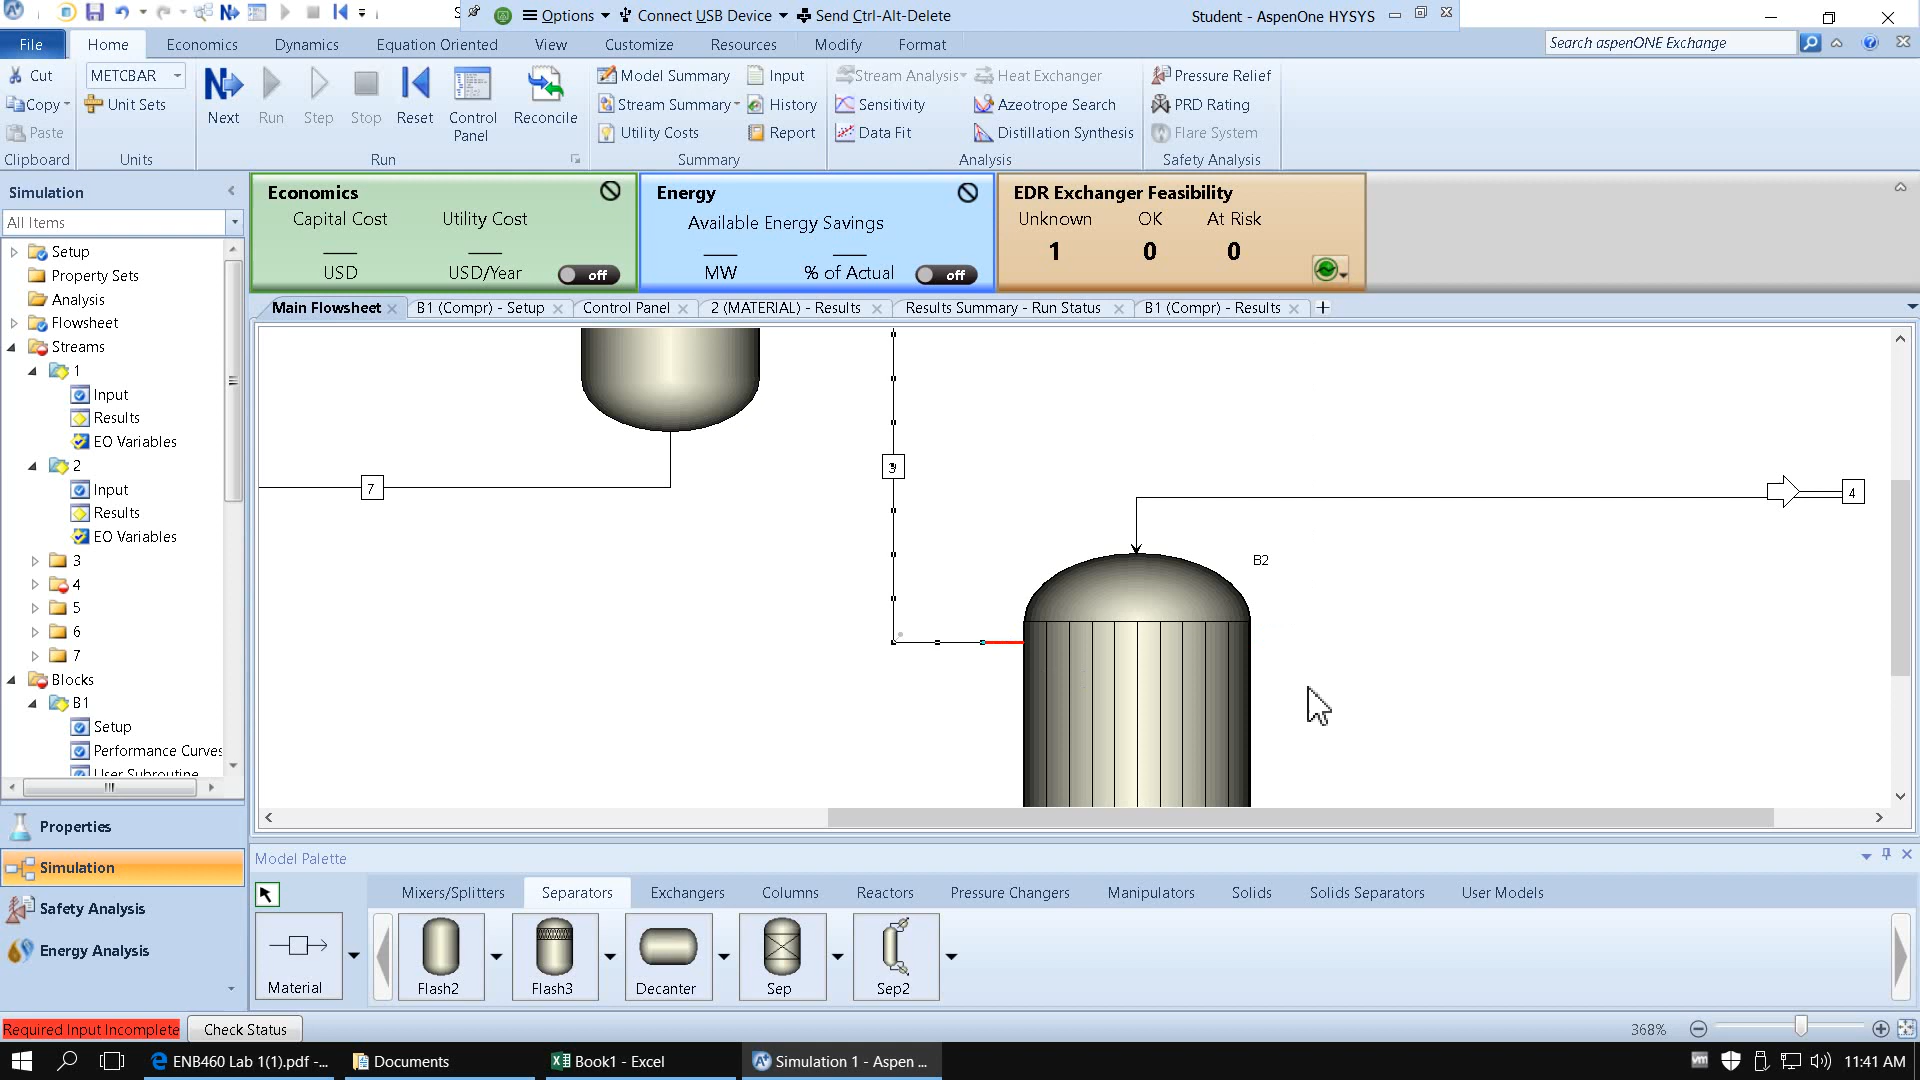 Options
Connect USB Device
Send Ctrl-Alt-Delete
Student - AspenOne HYSYS
File
Home
Economics
Dynamics
Equation Oriented
View
Customize
Resources
Modify
Format
Search aspenONE Exchange
Cut
METCBAR
Copy
Unit Sets
Paste
Clipboard
Units
Next
Run
Step
Stop
Reset
Control Panel
Reconcile
Run
Model Summary
Input
Stream Summary
History
Utility Costs
Report
Summary
Stream Analysis
Heat Exchanger
Sensitivity
Azeotrope Search
Data Fit
Distillation Synthesis
Analysis
Pressure Relief
PRD Rating
Flare System
Safety Analysis
Simulation
All Items
Setup
Property Sets
Analysis
Flowsheet
Streams
1
Input
Results
EO Variables
2
Input
Results
EO Variables
3
4
5
6
7
Blocks
B1
Setup
Performance Curves
User Subroutine
Properties
Simulation
Safety Analysis
Energy Analysis
Economics
Capital Cost
Utility Cost
USD
USD/Year
off
Energy
Available Energy Savings
MW
% of Actual
off
EDR Exchanger Feasibility
Unknown
OK
At Risk
1
0
0
Main Flowsheet
B1 (Compr) - Setup
Control Panel
2 (MATERIAL) - Results
Results Summary - Run Status
B1 (Compr) - Results
7
4
B2
Model Palette
Mixers/Splitters
Separators
Exchangers
Columns
Reactors
Pressure Changers
Manipulators
Solids
Solids Separators
User Models
Material
Flash2
Flash3
Decanter
Sep
Sep2
Required Input Incomplete
Check Status
368%
ENB460 Lab 1(1).pdf -...
Documents
Book1 - Excel
Simulation 1 - Aspen ...
vm
11:41 AM